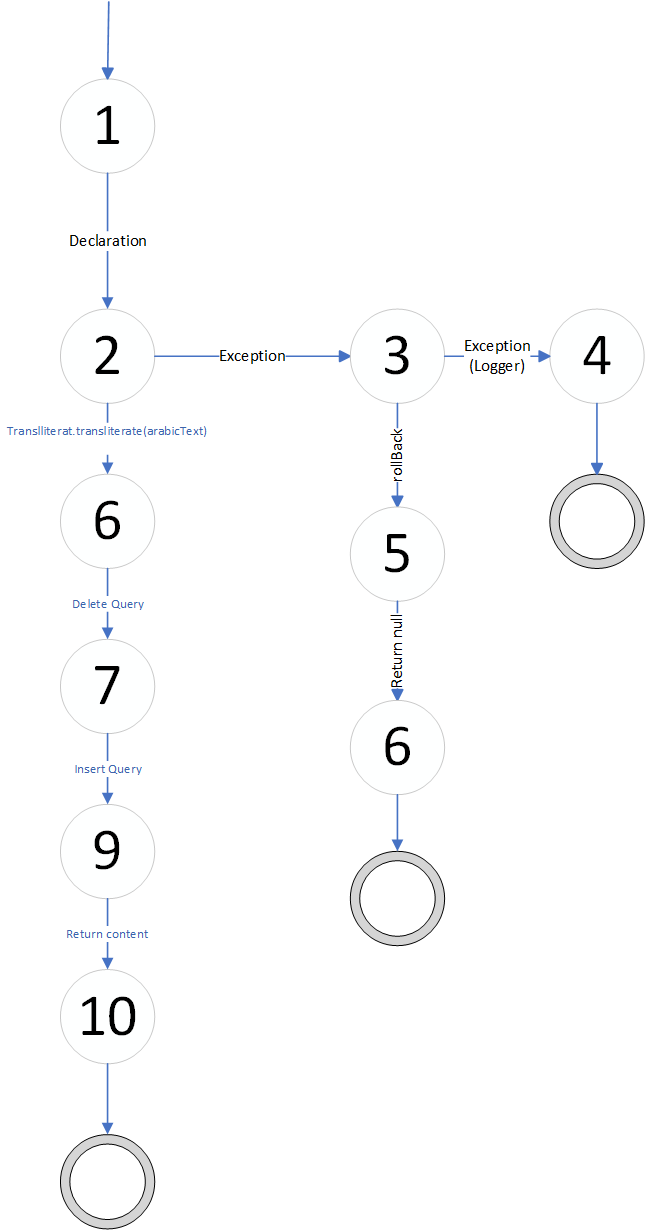 1
Declaration
2
Exception
3
Exception
(Logger)
4
Translliterat.transliterate(arabicText)
rollBack
6
5
Delete Query
Return null
7
6
Insert Query
9
Return content
10